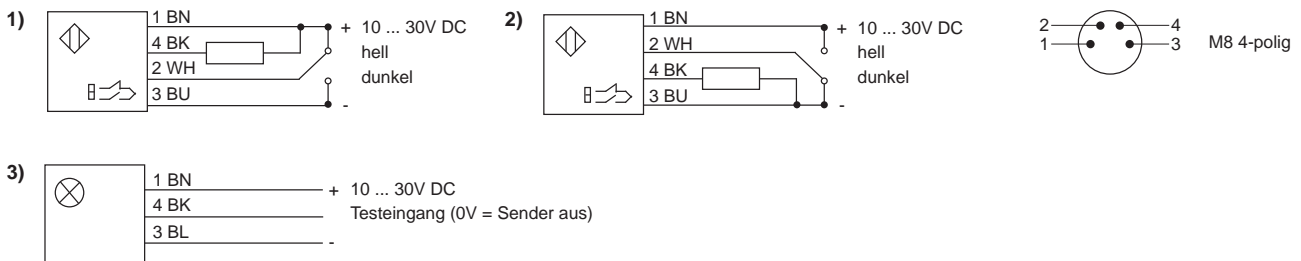 1)
1 BN
+ 10 ... 30V DC
4 BK
hell
2 WH
dunkel
3 BU
-
2)
1 BN
+ 10 ... 30V DC
2 WH
hell
4 BK
dunkel
3 BU
-
2 4
1 3
M8 4-polig
3)
1 BN
+ 10 ... 30V DC
4 BK
Testeingang (0V = Sender aus)
3 BL
-